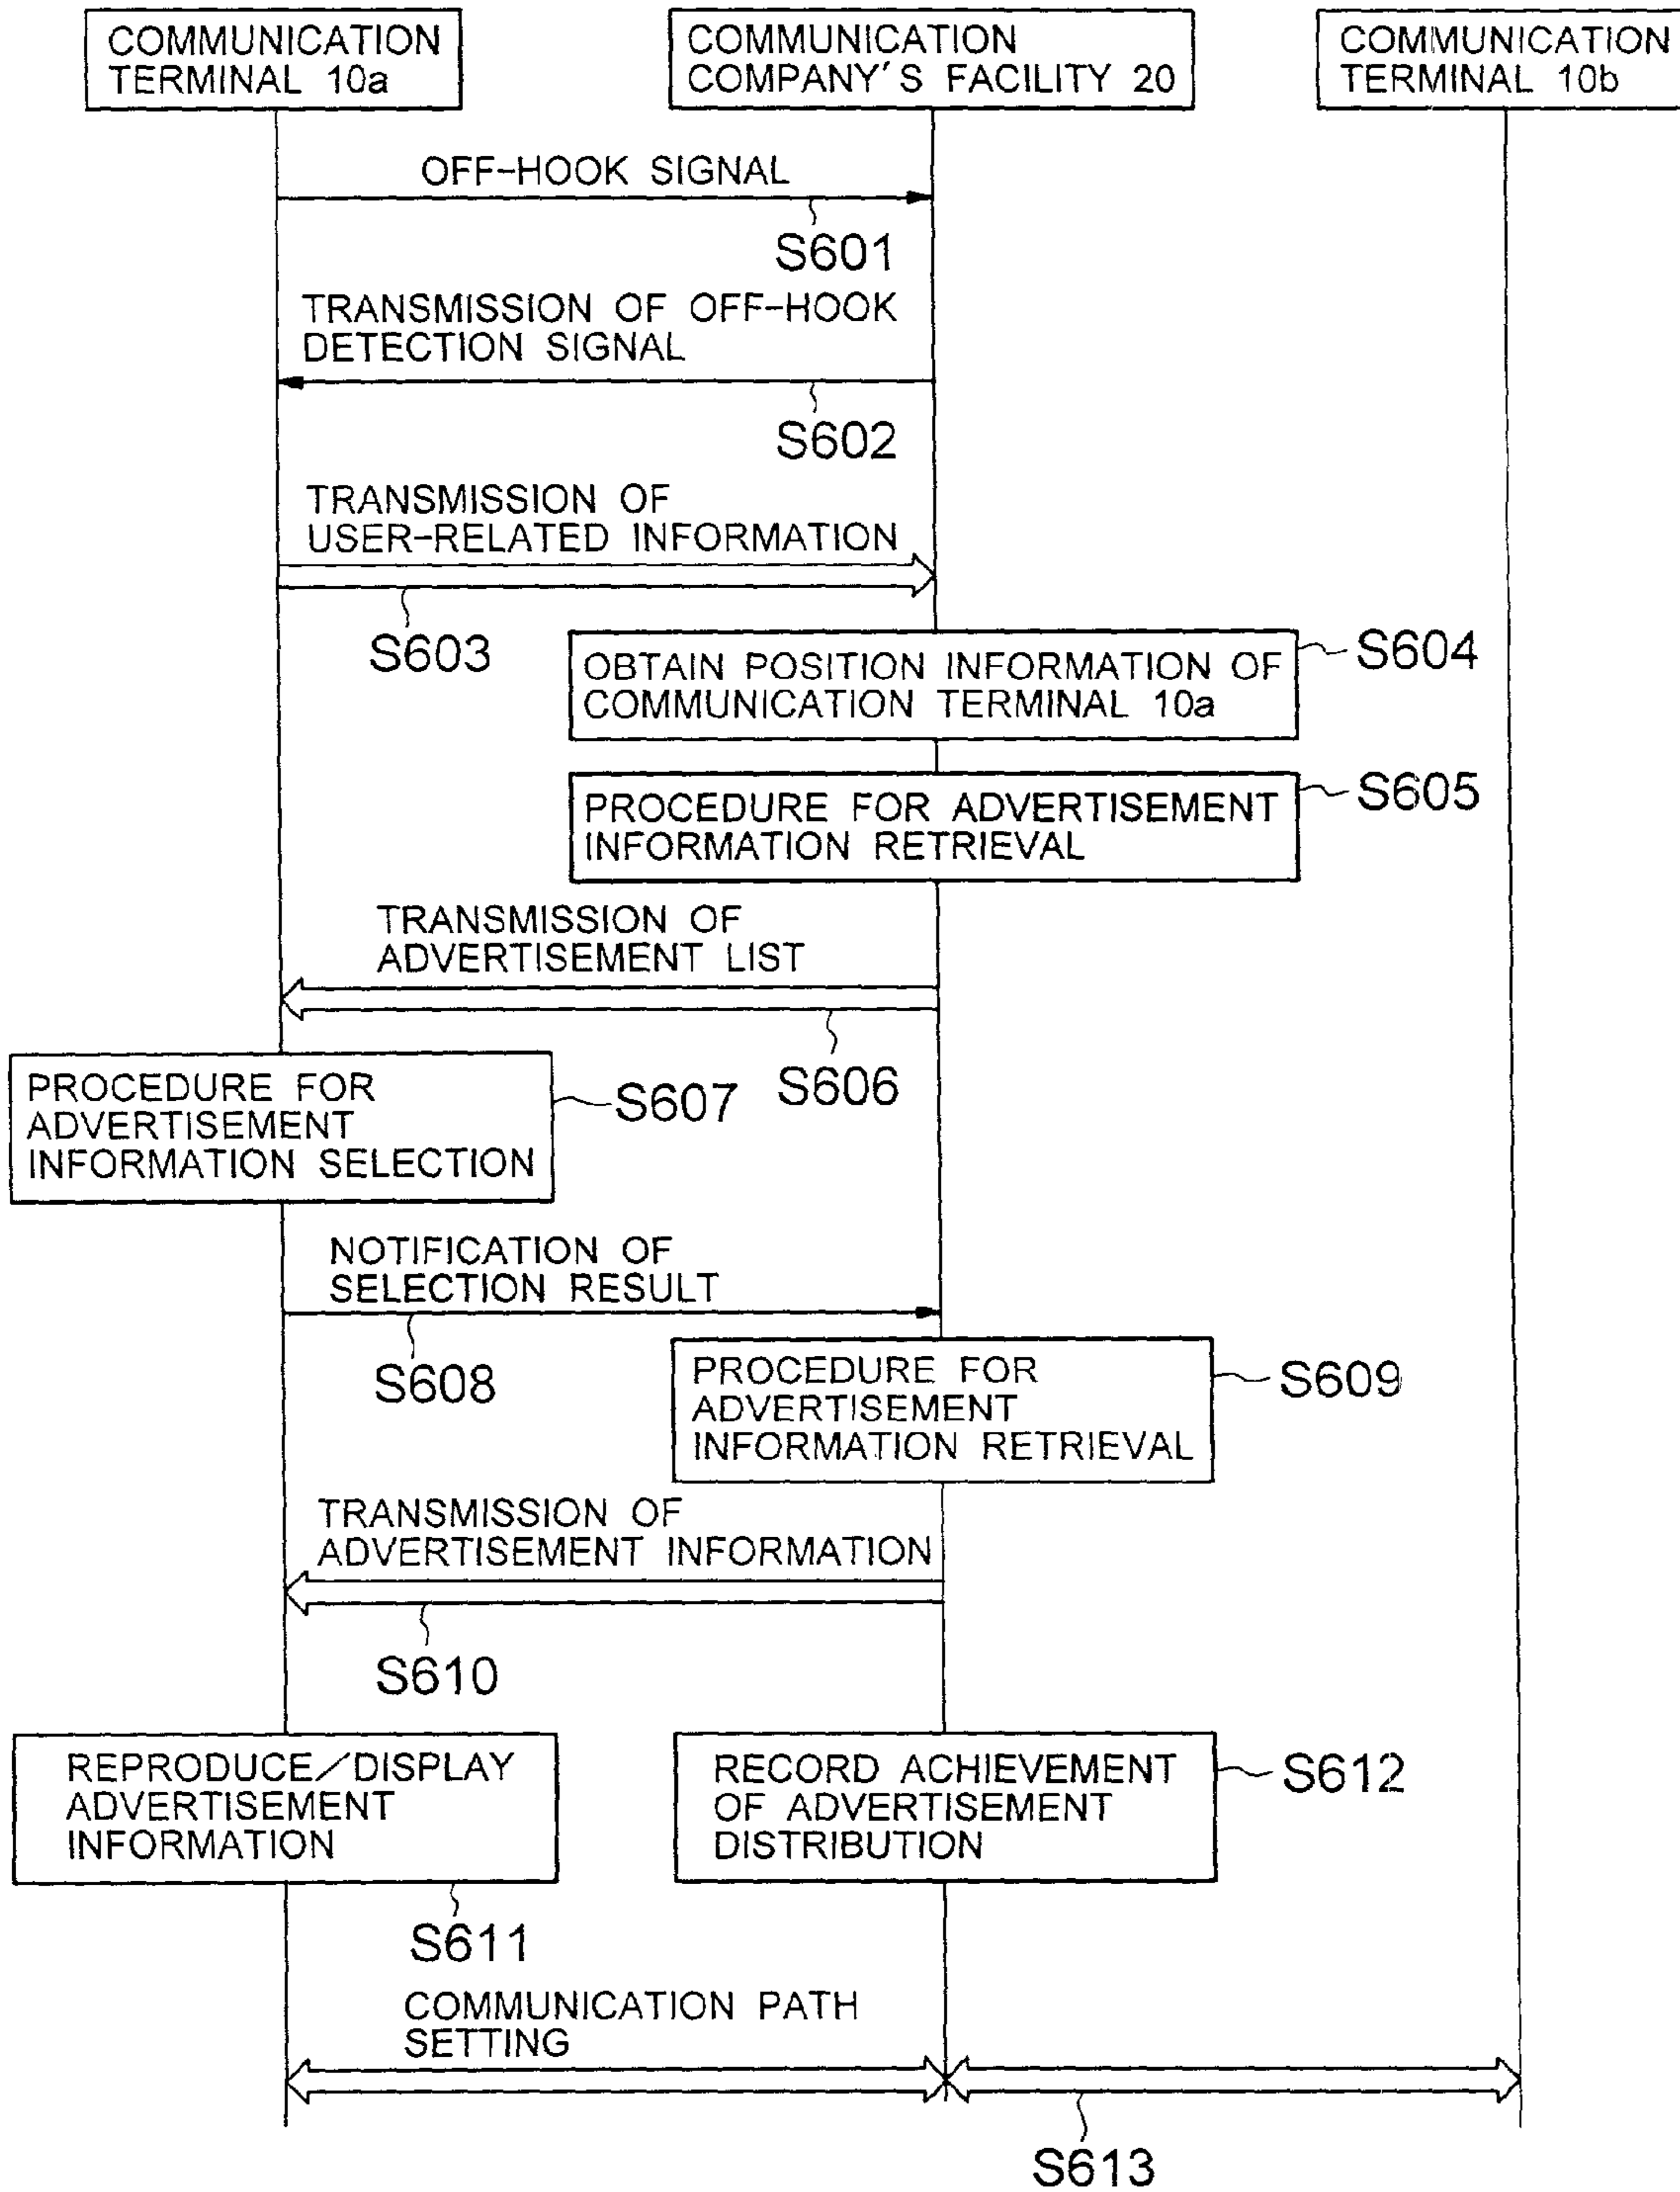 COMMUNICATION
TERMINAL 10a
COMMUNICATION
COMPANY'S FACILITY 20
COMMUNICATION
TERMINAL 10b
OFF-HOOK SIGNAL
S601
TRANSMISSION OF OFF-HOOK
DETECTION SIGNAL
S602
TRANSMISSION OF
USER-RELATED INFORMATION
S603
OBTAIN POSITION INFORMATION OF
COMMUNICATION TERMINAL 10a
S604
PROCEDURE FOR ADVERTISEMENT
INFORMATION RETRIEVAL
S605
TRANSMISSION OF
ADVERTISEMENT LIST
S606
PROCEDURE FOR
ADVERTISEMENT
INFORMATION SELECTION
S607
NOTIFICATION OF
SELECTION RESULT
S608
PROCEDURE FOR
ADVERTISEMENT
INFORMATION RETRIEVAL
S609
TRANSMISSION OF
ADVERTISEMENT INFORMATION
S610
REPRODUCE/DISPLAY
ADVERTISEMENT
INFORMATION
S611
RECORD ACHIEVEMENT
OF ADVERTISEMENT
DISTRIBUTION
S612
COMMUNICATION PATH
SETTING
S613